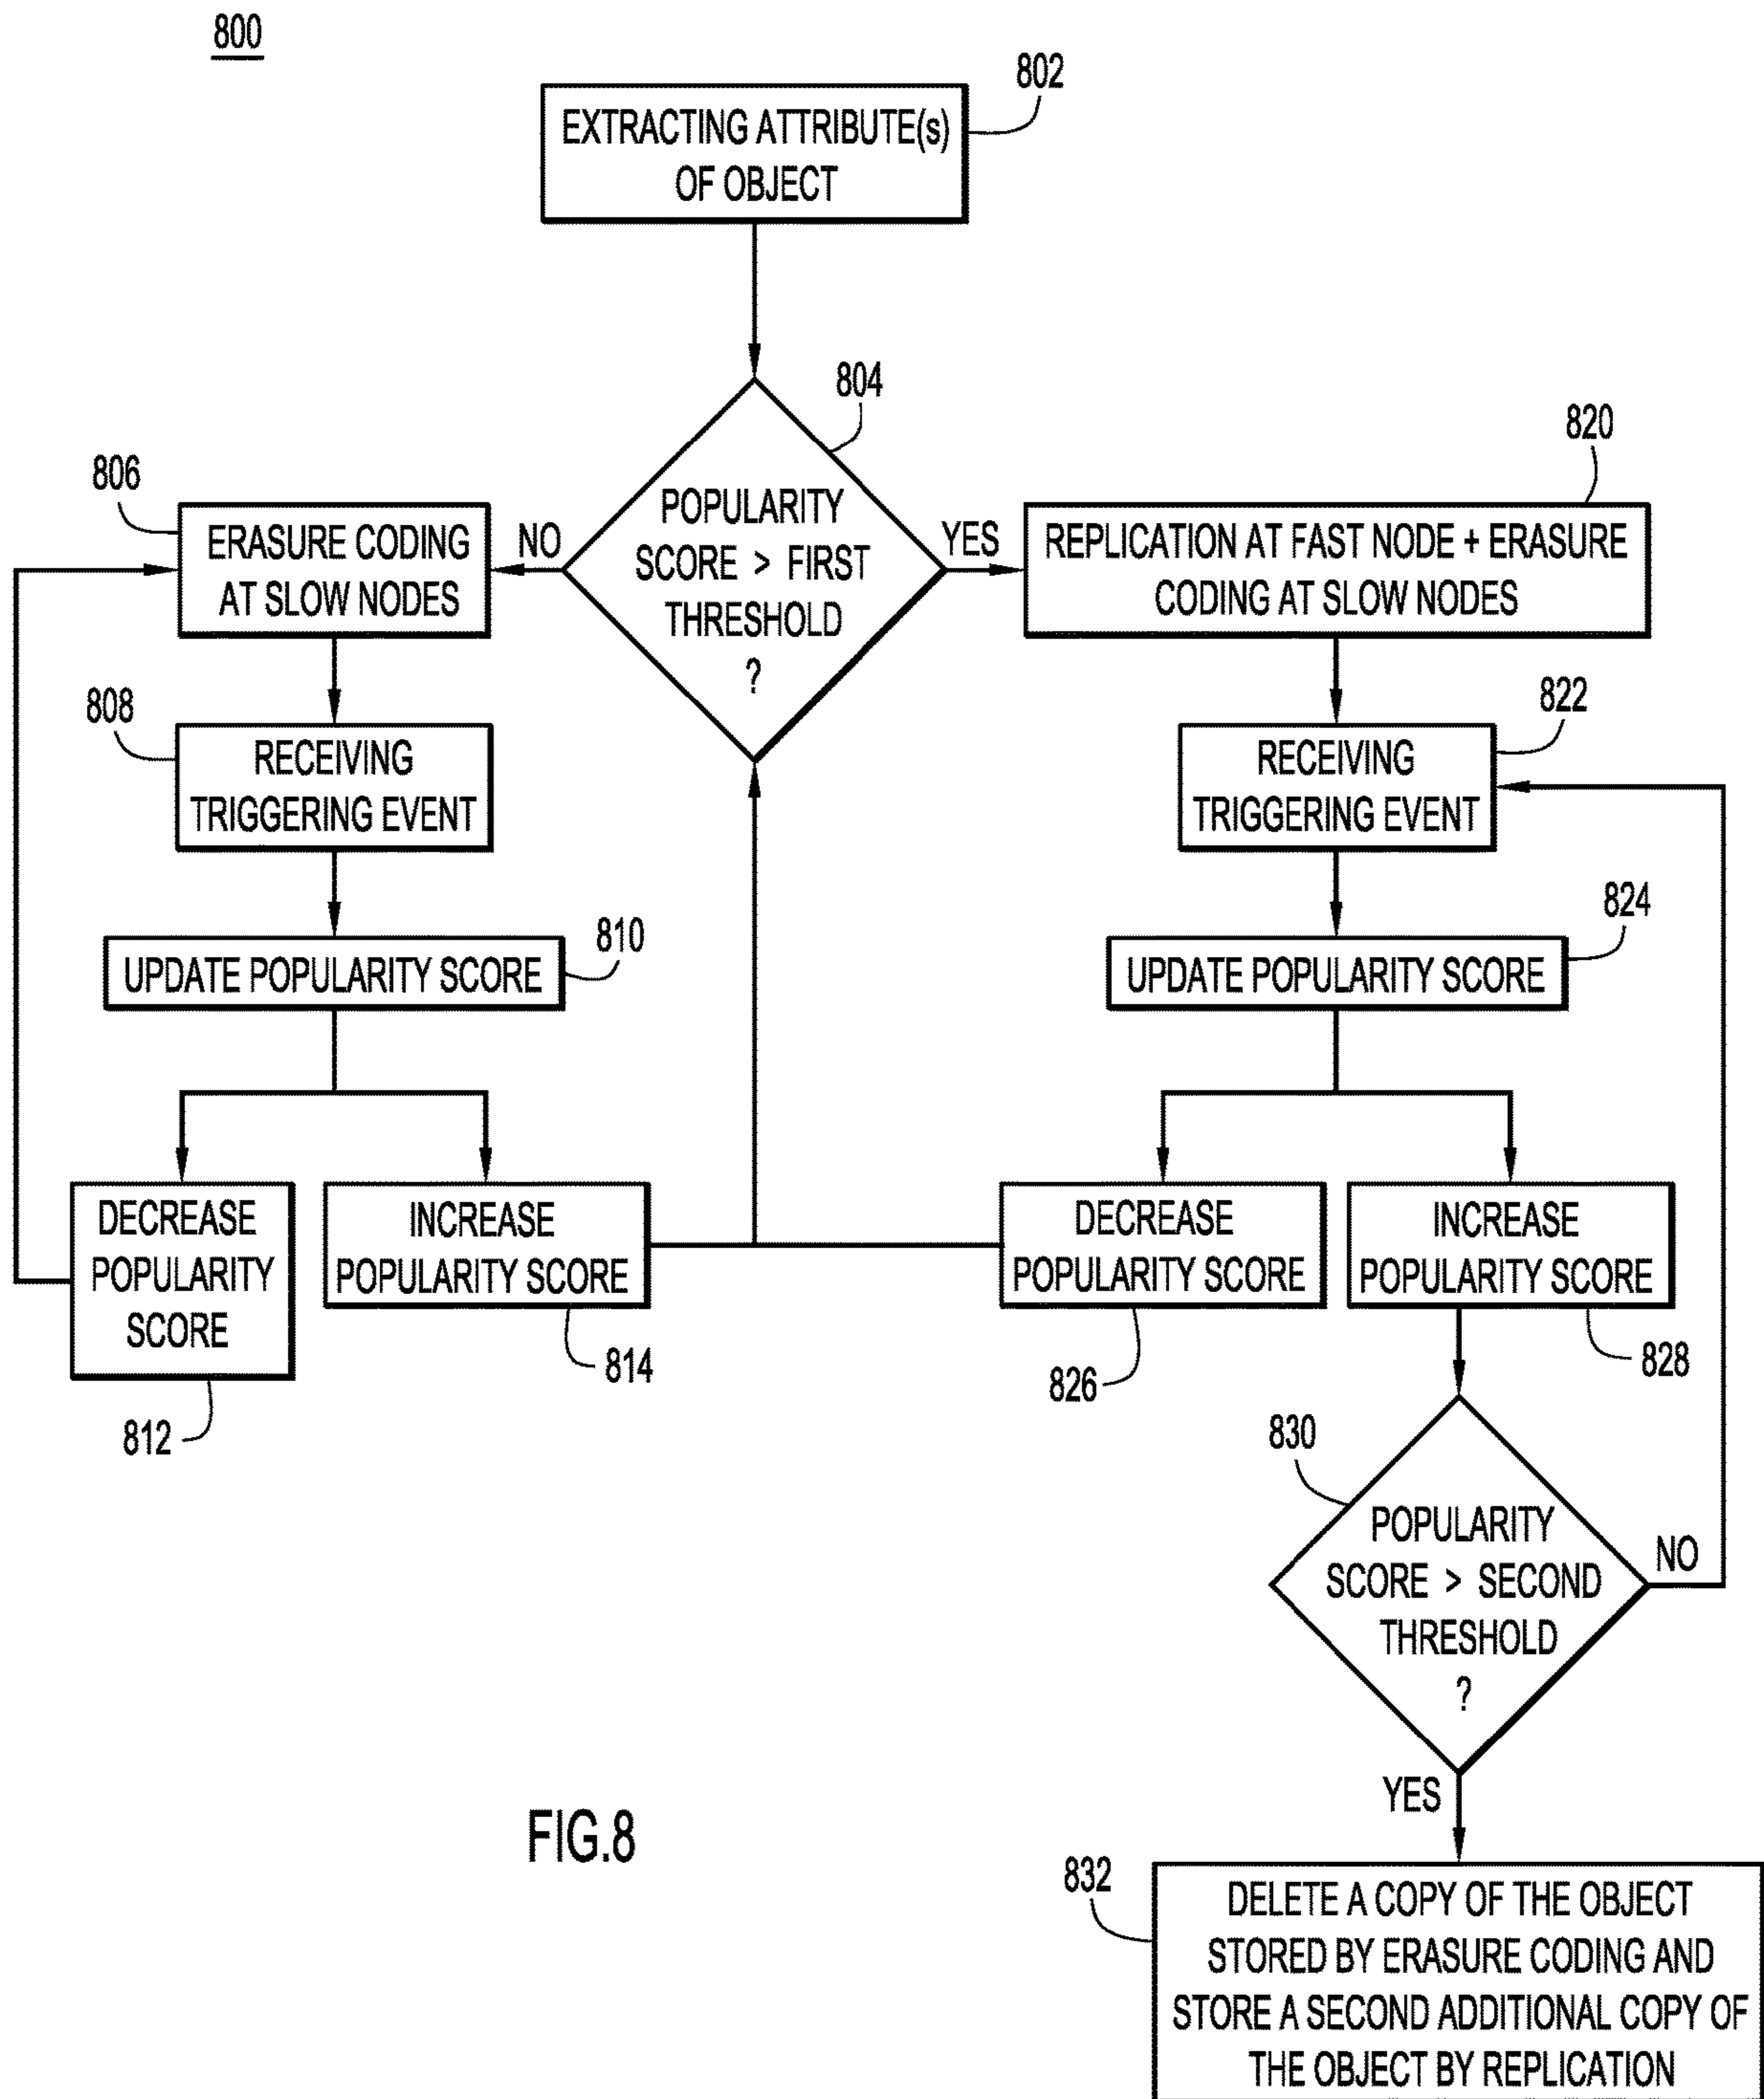 800
802
EXTRACTING ATTRIBUTE(s)
OF OBJECT
804
POPULARITY
SCORE > FIRST
THRESHOLD
?
NO
YES
806
ERASURE CODING
AT SLOW NODES
820
REPLICATION AT FAST NODE + ERASURE
CODING AT SLOW NODES
808
RECEIVING
TRIGGERING EVENT
822
RECEIVING
TRIGGERING EVENT
810
UPDATE POPULARITY SCORE
824
UPDATE POPULARITY SCORE
DECREASE
POPULARITY
SCORE
812
INCREASE
POPULARITY SCORE
814
DECREASE
POPULARITY SCORE
826
INCREASE
POPULARITY SCORE
828
830
POPULARITY
SCORE > SECOND
THRESHOLD
?
NO
YES
832
DELETE A COPY OF THE OBJECT
STORED BY ERASURE CODING AND
STORE A SECOND ADDITIONAL COPY OF
THE OBJECT BY REPLICATION
FIG.8